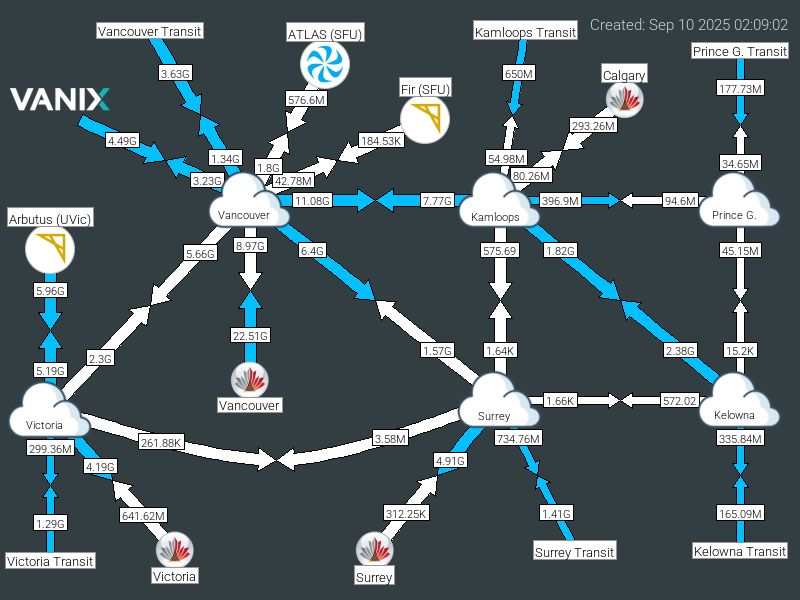 Created: Sep 10 2025 02:09:02
Vancouver Transit
ATLAS (SFU)
Kamloops Transit
Prince G. Transit
3.63G
650M
Calgary
177.73M
Fir (SFU)
VANIX
576.6M
293.26M
4.49G
184.53K
1.34G
1.8G
54.98M
34.65M
3.23G
42.78M
80.26M
11.08G
7.77G
396.9M
94.6M
Vancouver
Kamloops
Prince G.
Arbutus (UVic)
5.66G
8.97G
6.4G
575.69
1.82G
45.15M
5.96G
22.51G
2.3G
1.57G
1.64K
2.38G
15.2K
5.19G
Vancouver
1.66K
572.02
Victoria
Surrey
Kelowna
299.36M
261.88K
3.58M
734.76M
335.84M
4.19G
4.91G
1.29G
641.62M
312.25K
1.41G
165.09M
Victoria Transit
Victoria
Surrey
Surrey Transit
Kelowna Transit